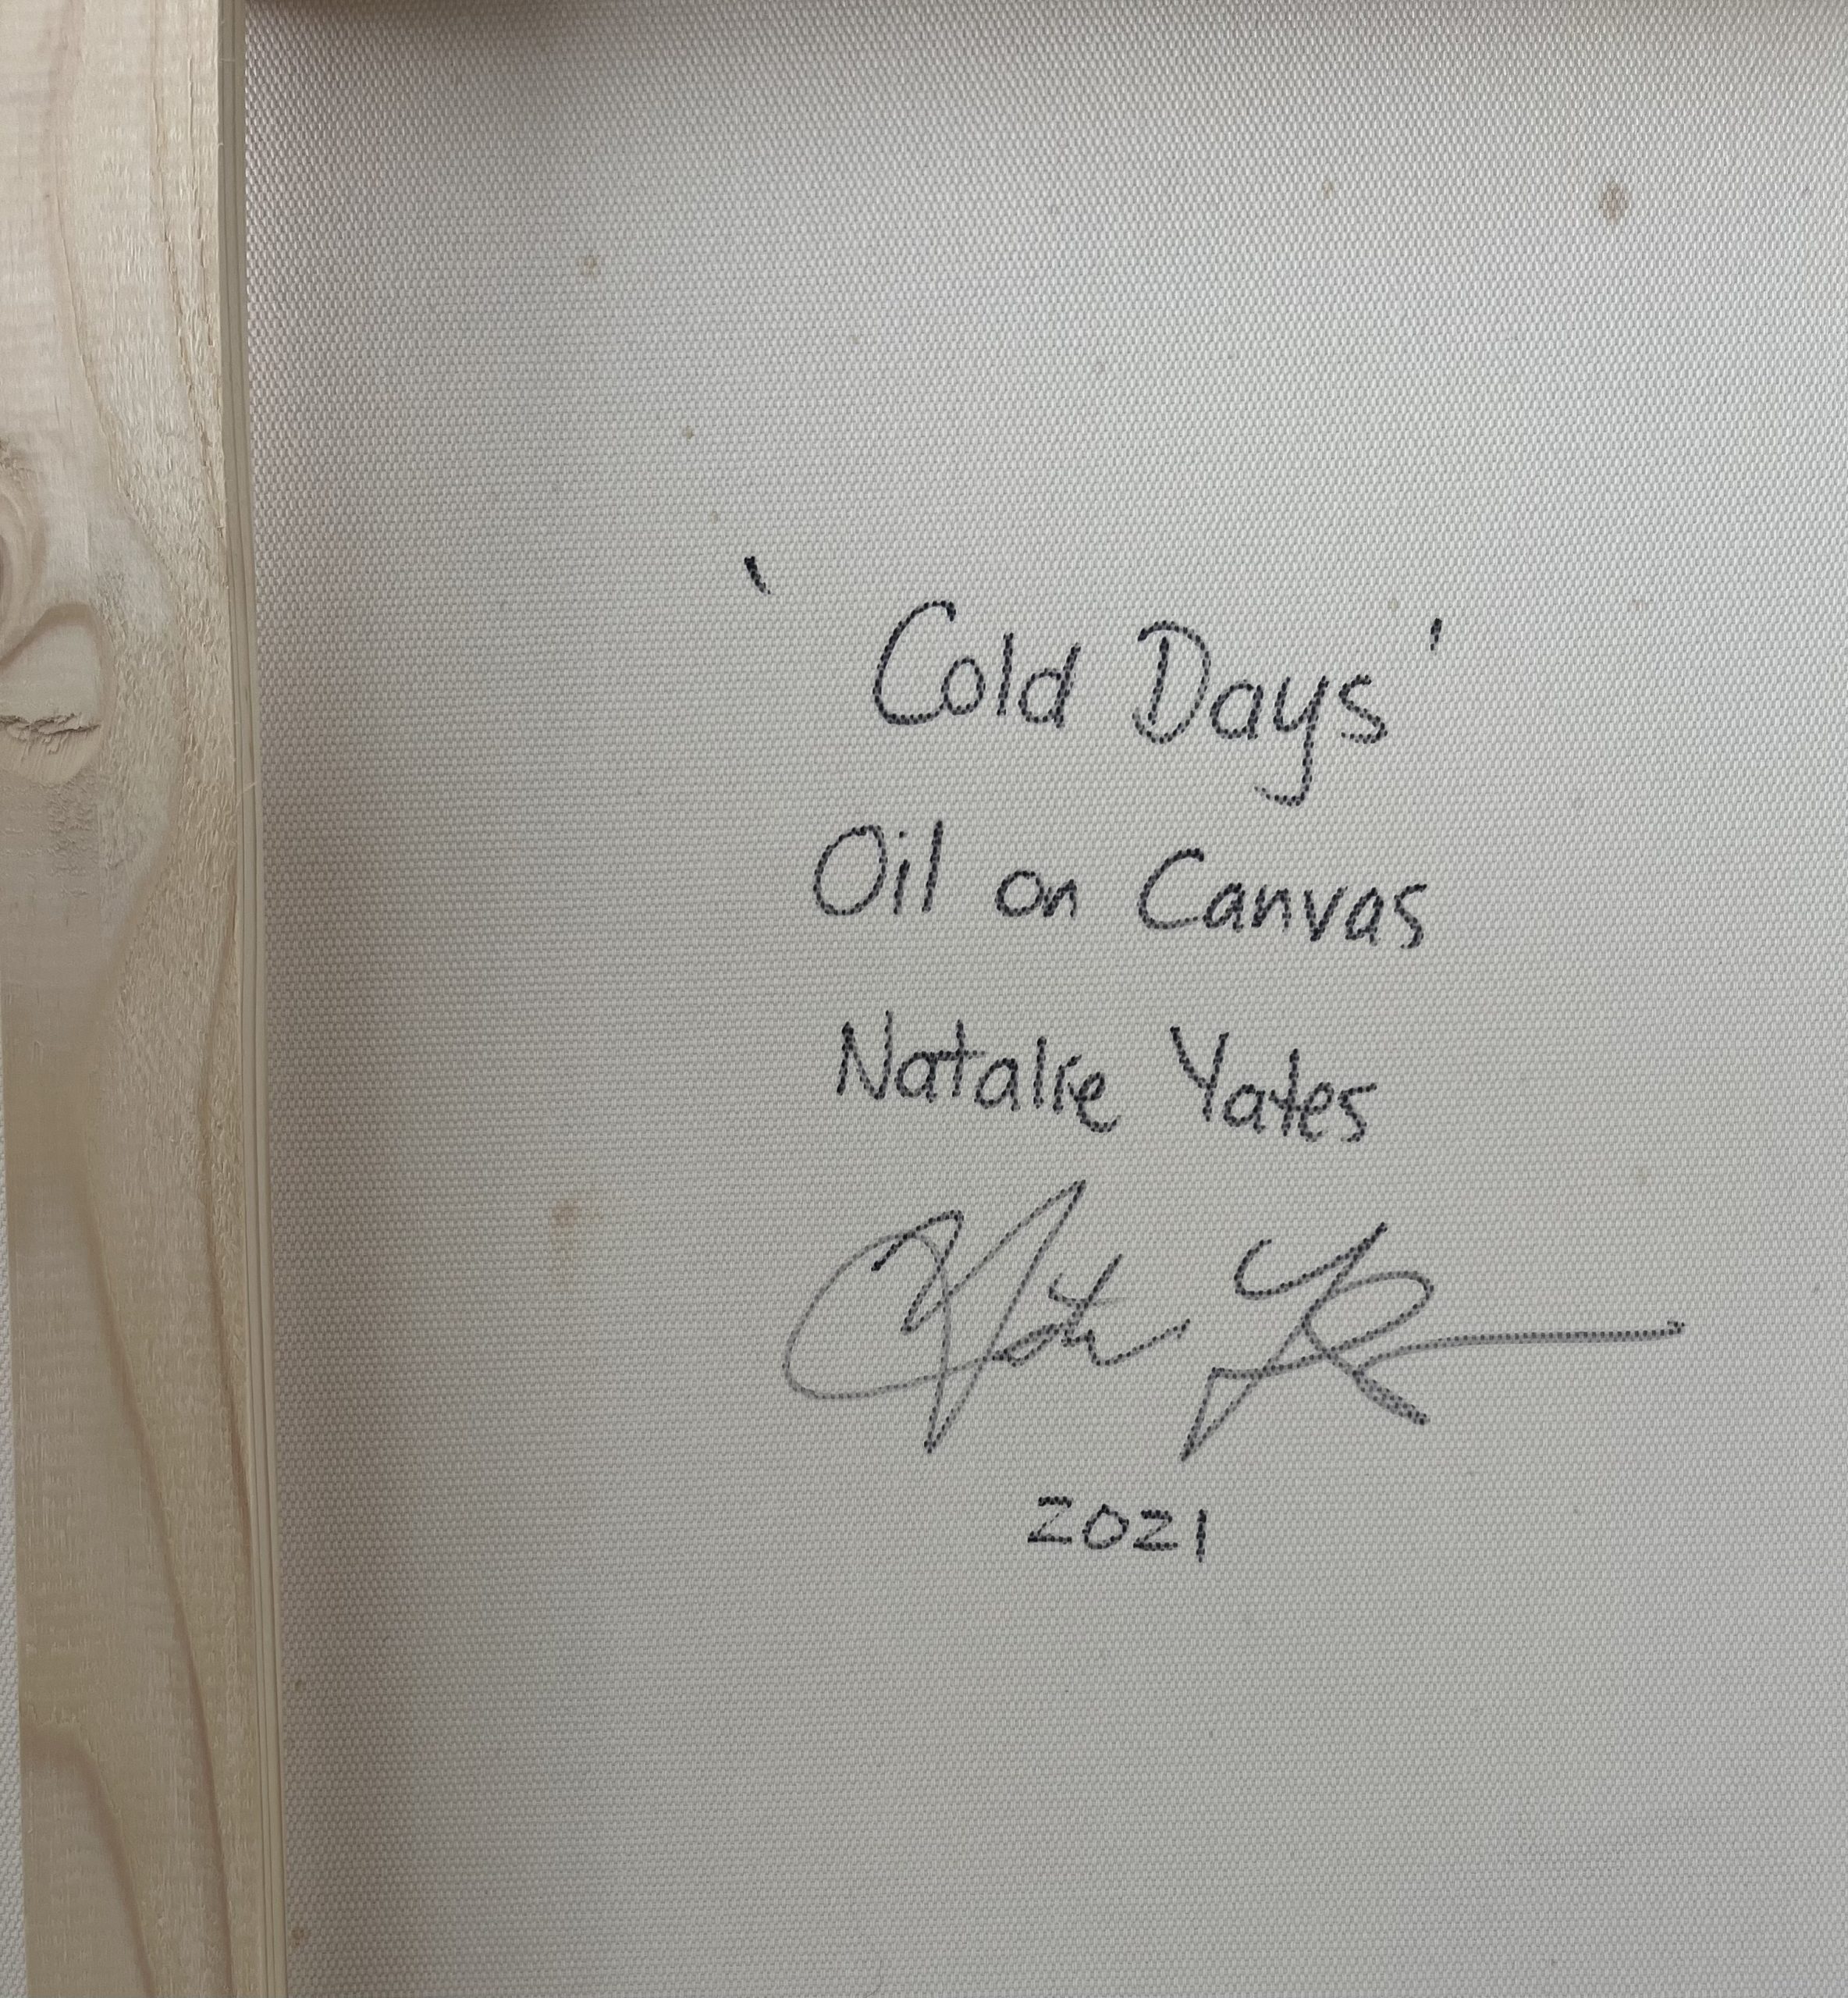 'Cold Days'
Oil on Canvas
Natalie Yates
2021